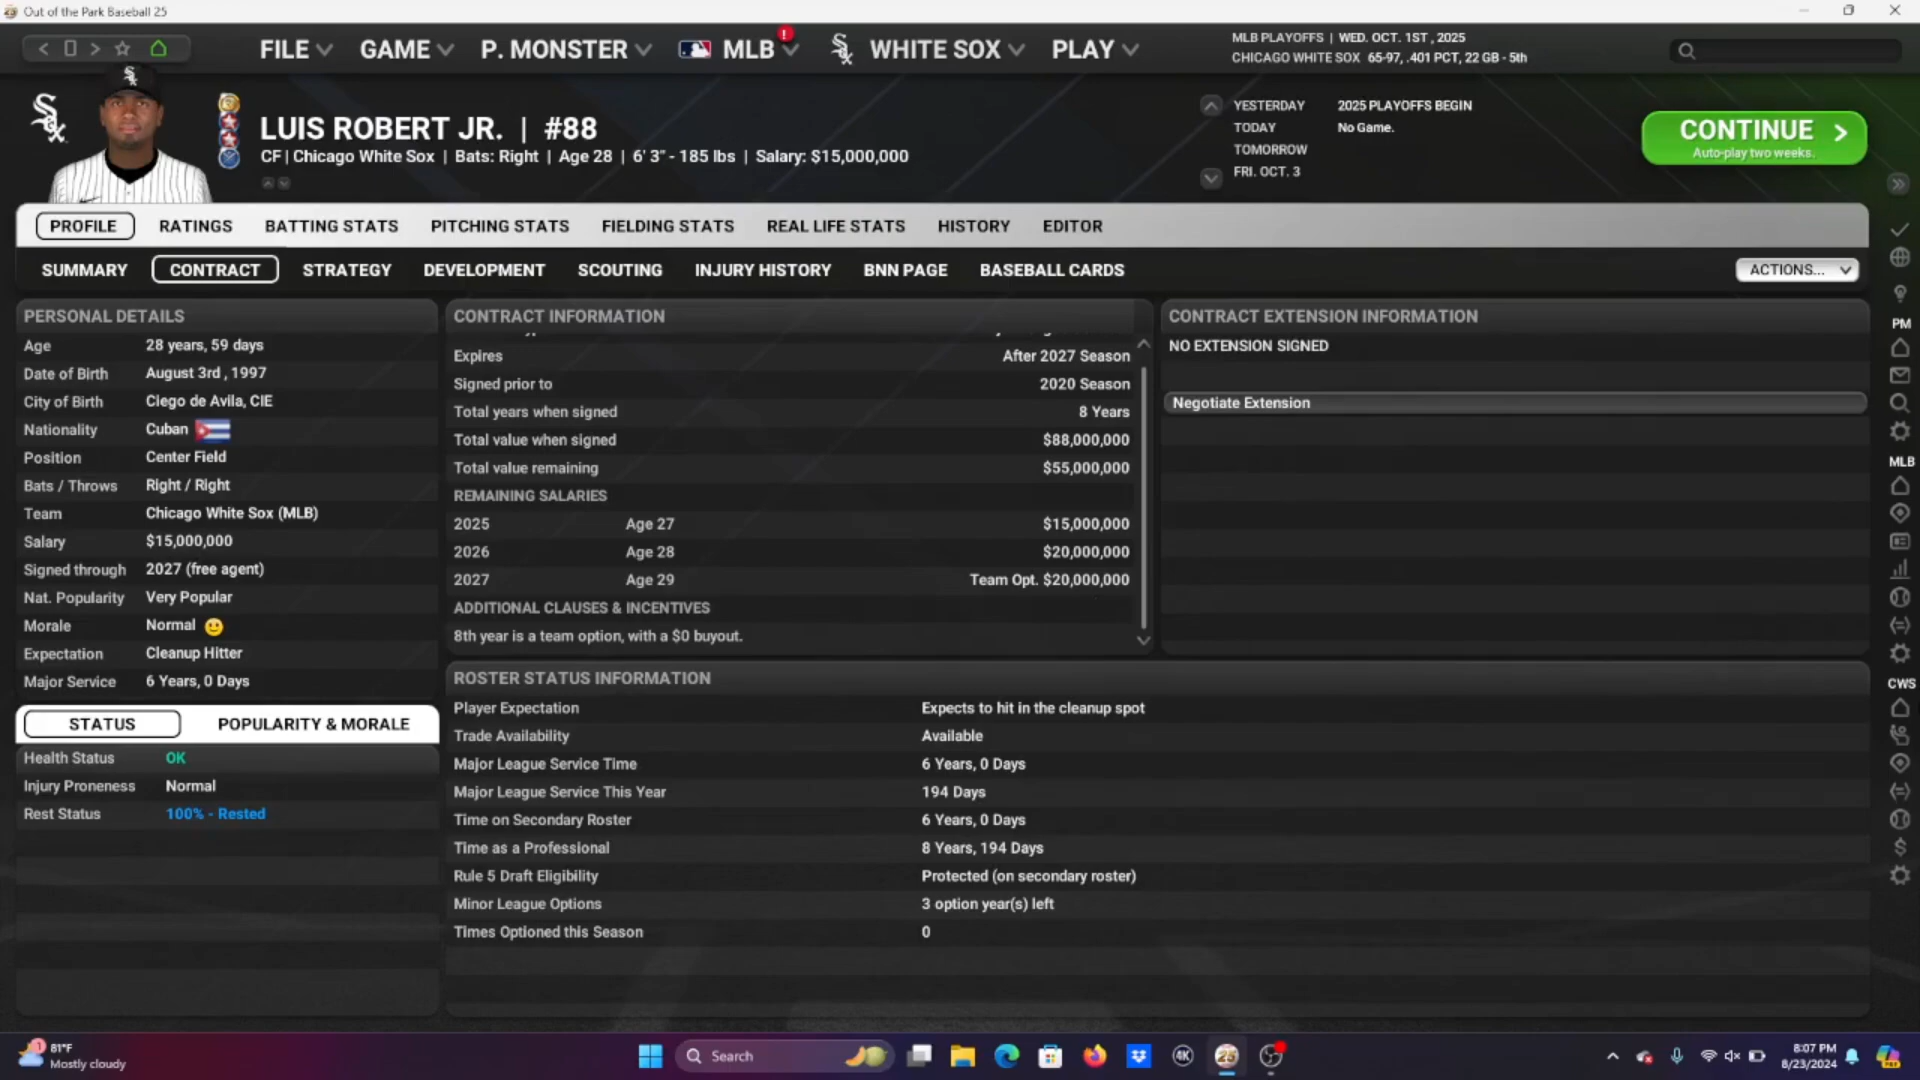 Out of the Park Baseball 25
FILE GAME P. MONSTER MLB WHITE SOX PLAY
MLB PLAYOFFS | WED. OCT. 1ST , 2025
CHICAGO WHITE SOX 65-97, .401 PCT, 22 GB - 5th
LUIS ROBERT JR. | #88
CF | Chicago White Sox | Bats: Right | Age 28 | 6' 3" - 185 lbs | Salary: $15,000,000
YESTERDAY 2025 PLAYOFFS BEGIN
TODAY No Game.
TOMORROW
FRI. OCT. 3
CONTINUE
Auto-play two weeks.
PROFILE RATINGS BATTING STATS PITCHING STATS FIELDING STATS REAL LIFE STATS HISTORY EDITOR
SUMMARY CONTRACT STRATEGY DEVELOPMENT SCOUTING INJURY HISTORY BNN PAGE BASEBALL CARDS ACTIONS...
PERSONAL DETAILS
Age 28 years, 59 days
Date of Birth August 3rd , 1997
City of Birth Ciego de Avila, CIE
Nationality Cuban
Position Center Field
Bats / Throws Right / Right
Team Chicago White Sox (MLB)
Salary $15,000,000
Signed through 2027 (free agent)
Nat. Popularity Very Popular
Morale Normal
Expectation Cleanup Hitter
Major Service 6 Years, 0 Days
STATUS POPULARITY & MORALE
Health Status OK
Injury Proneness Normal
Rest Status 100% - Rested
CONTRACT INFORMATION
Expires After 2027 Season
Signed prior to 2020 Season
Total years when signed 8 Years
Total value when signed $88,000,000
Total value remaining $55,000,000
REMAINING SALARIES
2025 Age 27 $15,000,000
2026 Age 28 $20,000,000
2027 Age 29 Team Opt. $20,000,000
ADDITIONAL CLAUSES & INCENTIVES
8th year is a team option, with a $0 buyout.
CONTRACT EXTENSION INFORMATION
NO EXTENSION SIGNED
Negotiate Extension
ROSTER STATUS INFORMATION
Player Expectation Expects to hit in the cleanup spot
Trade Availability Available
Major League Service Time 6 Years, 0 Days
Major League Service This Year 194 Days
Time on Secondary Roster 6 Years, 0 Days
Time as a Professional 8 Years, 194 Days
Rule 5 Draft Eligibility Protected (on secondary roster)
Minor League Options 3 option year(s) left
Times Optioned this Season 0
PM
MLB
CWS
81°F
Mostly cloudy
Search
8:07 PM
8/23/2024